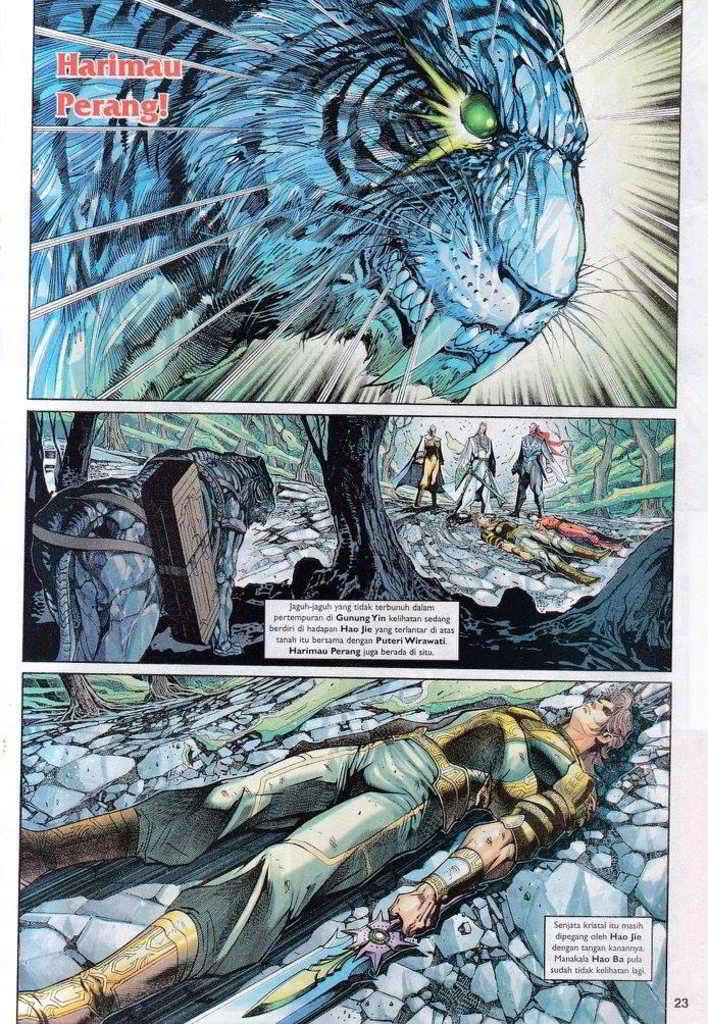 Harimau
Perang!
Jaguh-jaguh yang tidak terbunuh dalam
pertempuran di Gunung Yin kelihatan sedang
berdiri di hadapan Hao Jie yang terlantar di atas
tanah itu bersama dengan Puteri Wirawati.
Harimau Perang juga berada di situ.
Senjata kristal itu masih
dipegang oleh Hao Jie
dengan tangan kanannya.
Manakala Hao Ba pula
sudah tidak kelihatan lagi.
23